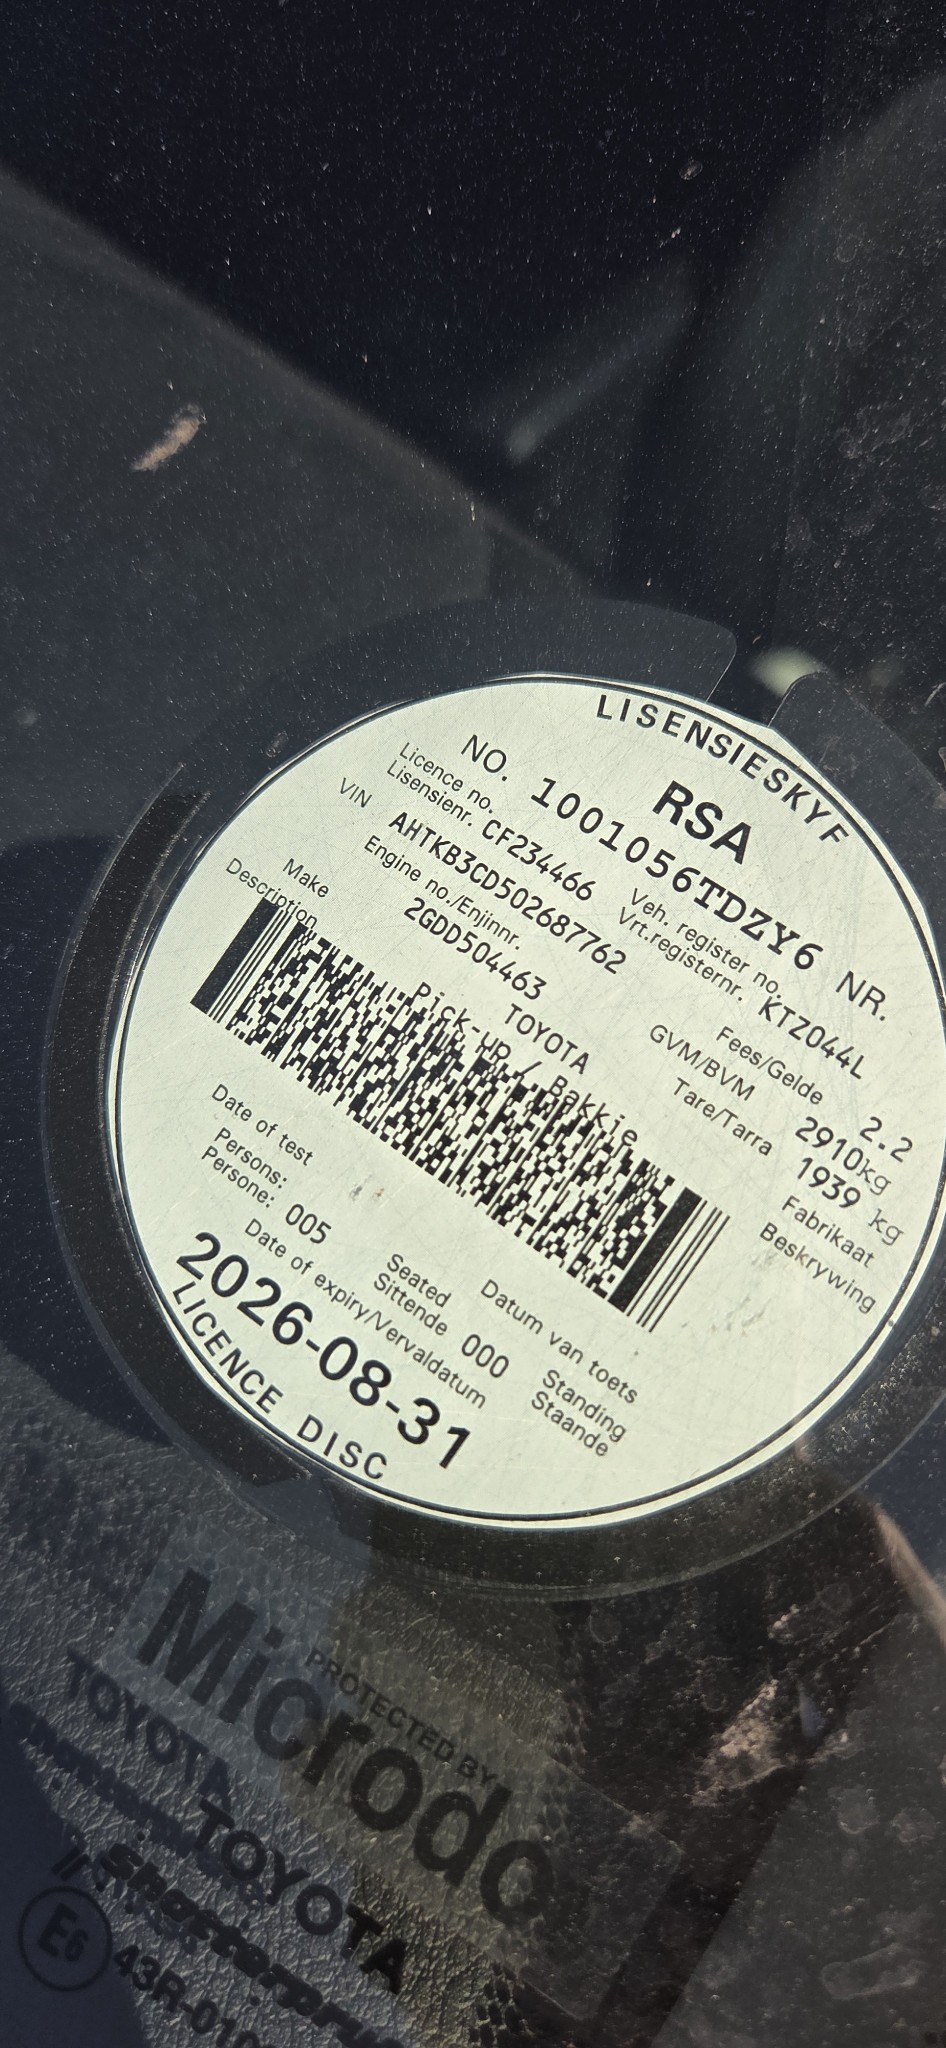 LISENSIESKYF
RSA
NO. 1001056TDZY6 NR.
Licence no. Veh. register no.
Lisensienr. CF234466 Vrt.registernr. KTZ044L
VIN AHTKB3CD502687762 Fees/Gelde 2.2
Engine no./Enjinnr. GVM/BVM 2910kg
2GDD504463 Tare/Tarra 1939 kg
Make TOYOTA Fabrikaat
Description Pick-up / Bakkie Beskrywing
Date of test Datum van toets
Persons: Seated Standing
Persone: 005 Sittende 000 Staande
Date of expiry/Vervaldatum
2026-08-31
LICENCE DISC
PROTECTED BY
Microdo
TOYOTA
TOYOTA
E6 43R-010